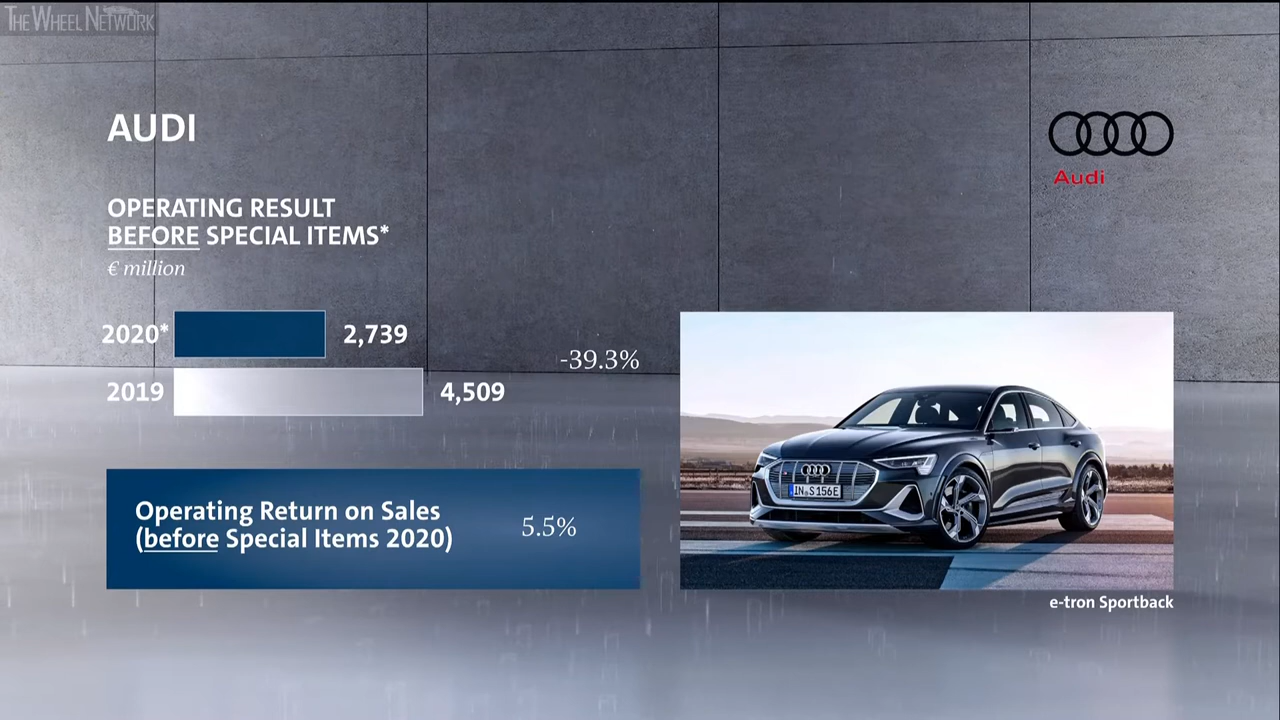 THE WHEEL NETWORK
AUDI
Audi
OPERATING RESULT
BEFORE SPECIAL ITEMS*
€ million
2020* 2,739
-39.3%
2019 4,509
Operating Return on Sales
(before Special Items 2020)
5.5%
IN S 156E
e-tron Sportback